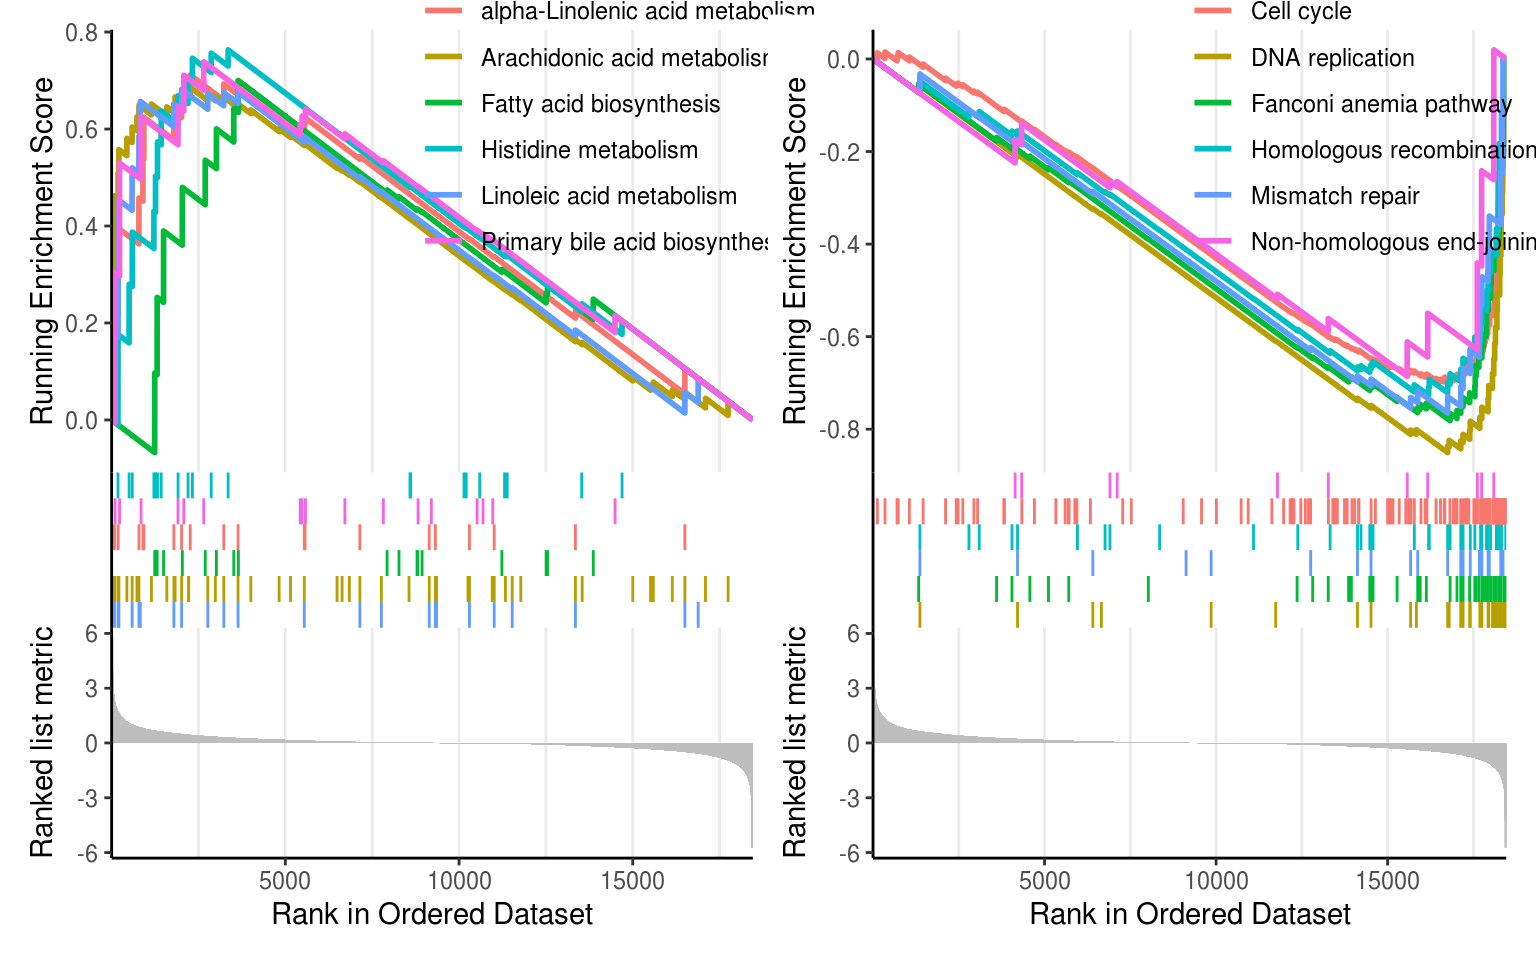 alpha-Linolenic acid metabolism
Arachidonic acid metabolism
Fatty acid biosynthesis
Histidine metabolism
Linoleic acid metabolism
Primary bile acid biosynthes
0.8
0.6
0.4
0.2
0.0
Running Enrichment Score
6
3
0
-3
-6
Ranked list metric
5000 10000 15000
Rank in Ordered Dataset
Cell cycle
DNA replication
Fanconi anemia pathway
Homologous recombination
Mismatch repair
Non-homologous end-joinin
0.0
-0.2
-0.4
-0.6
-0.8
Running Enrichment Score
6
3
0
-3
-6
Ranked list metric
5000 10000 15000
Rank in Ordered Dataset